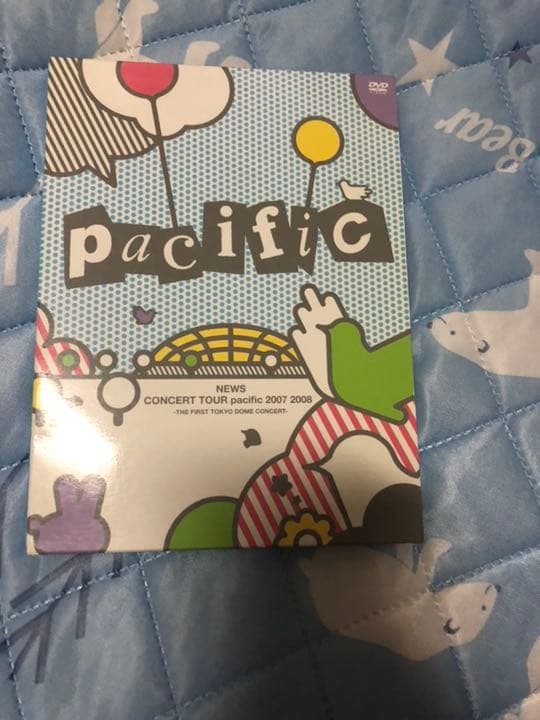 DVD
Bear
pacific
NEWS
CONCERT TOUR pacific 2007 2008
-THE FIRST TOKYO DOME CONCERT-